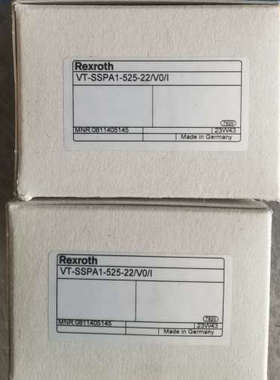 Rexroth
VT-SSPA1-525-22/V0/I
7820
MNR:0811405145
23W43
Made in Germany
Rexroth
VT-SSPA1-525-22/V0/I
MNR:0811405145
23W43
Made in Germany